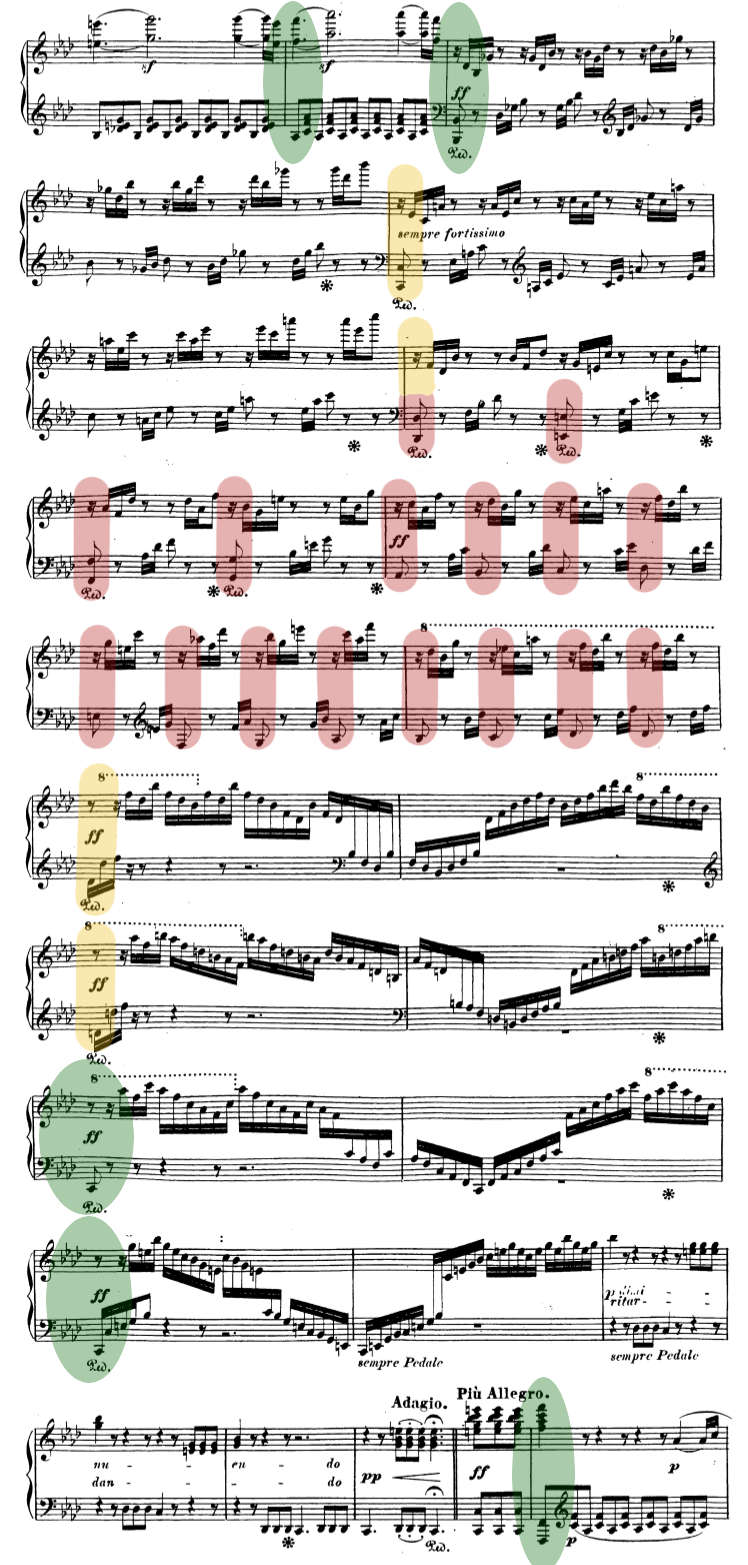 sf sf ff
Ped.
sempre fortissimo
Ped.
Ped. Ped.
ff
Ped. Ped.
8
8
ff
Ped.
8 8
ff
Ped.
8 8
ff
Ped.
ff
Ped. sempre Pedale
ritar - - -
sempre Pedale
Adagio. Più Allegro.
nu - - - en - - do
dan - - - - - do
pp ff p
Ped. p